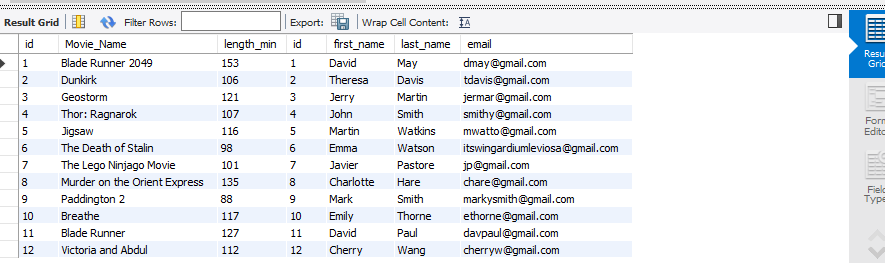 Result Grid Filter Rows: Export: Wrap Cell Content: IA
id Movie_Name length_min id first_name last_name email
1 Blade Runner 2049 153 1 David May dmay@gmail.com
2 Dunkirk 106 2 Theresa Davis tdavis@gmail.com
3 Geostorm 121 3 Jerry Martin jermar@gmail.com
4 Thor: Ragnarok 107 4 John Smith smithy@gmail.com
5 Jigsaw 116 5 Martin Watkins mwatto@gmail.com
6 The Death of Stalin 98 6 Emma Watson itswingardiumleviosa@gmail.com
7 The Lego Ninjago Movie 101 7 Javier Pastore jp@gmail.com
8 Murder on the Orient Express 135 8 Charlotte Hare chare@gmail.com
9 Paddington 2 88 9 Mark Smith markysmith@gmail.com
10 Breathe 117 10 Emily Thorne ethorne@gmail.com
11 Blade Runner 127 11 David Paul davpaul@gmail.com
12 Victoria and Abdul 112 12 Cherry Wang cherryw@gmail.com
Resu
Grid
Form
Editor
Field
Type